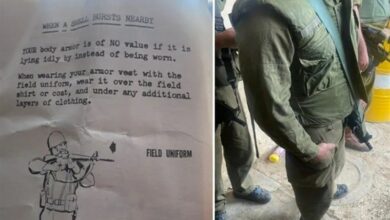 WHEN A SHELL BURSTS NEARBY
YOUR body armor is of NO value if it is
lying idly by instead of being worn.
When wearing your armor vest with the
field uniform, wear it over the field
shirt or coat, and under any additional
layers of clothing.
FIELD UNIFORM